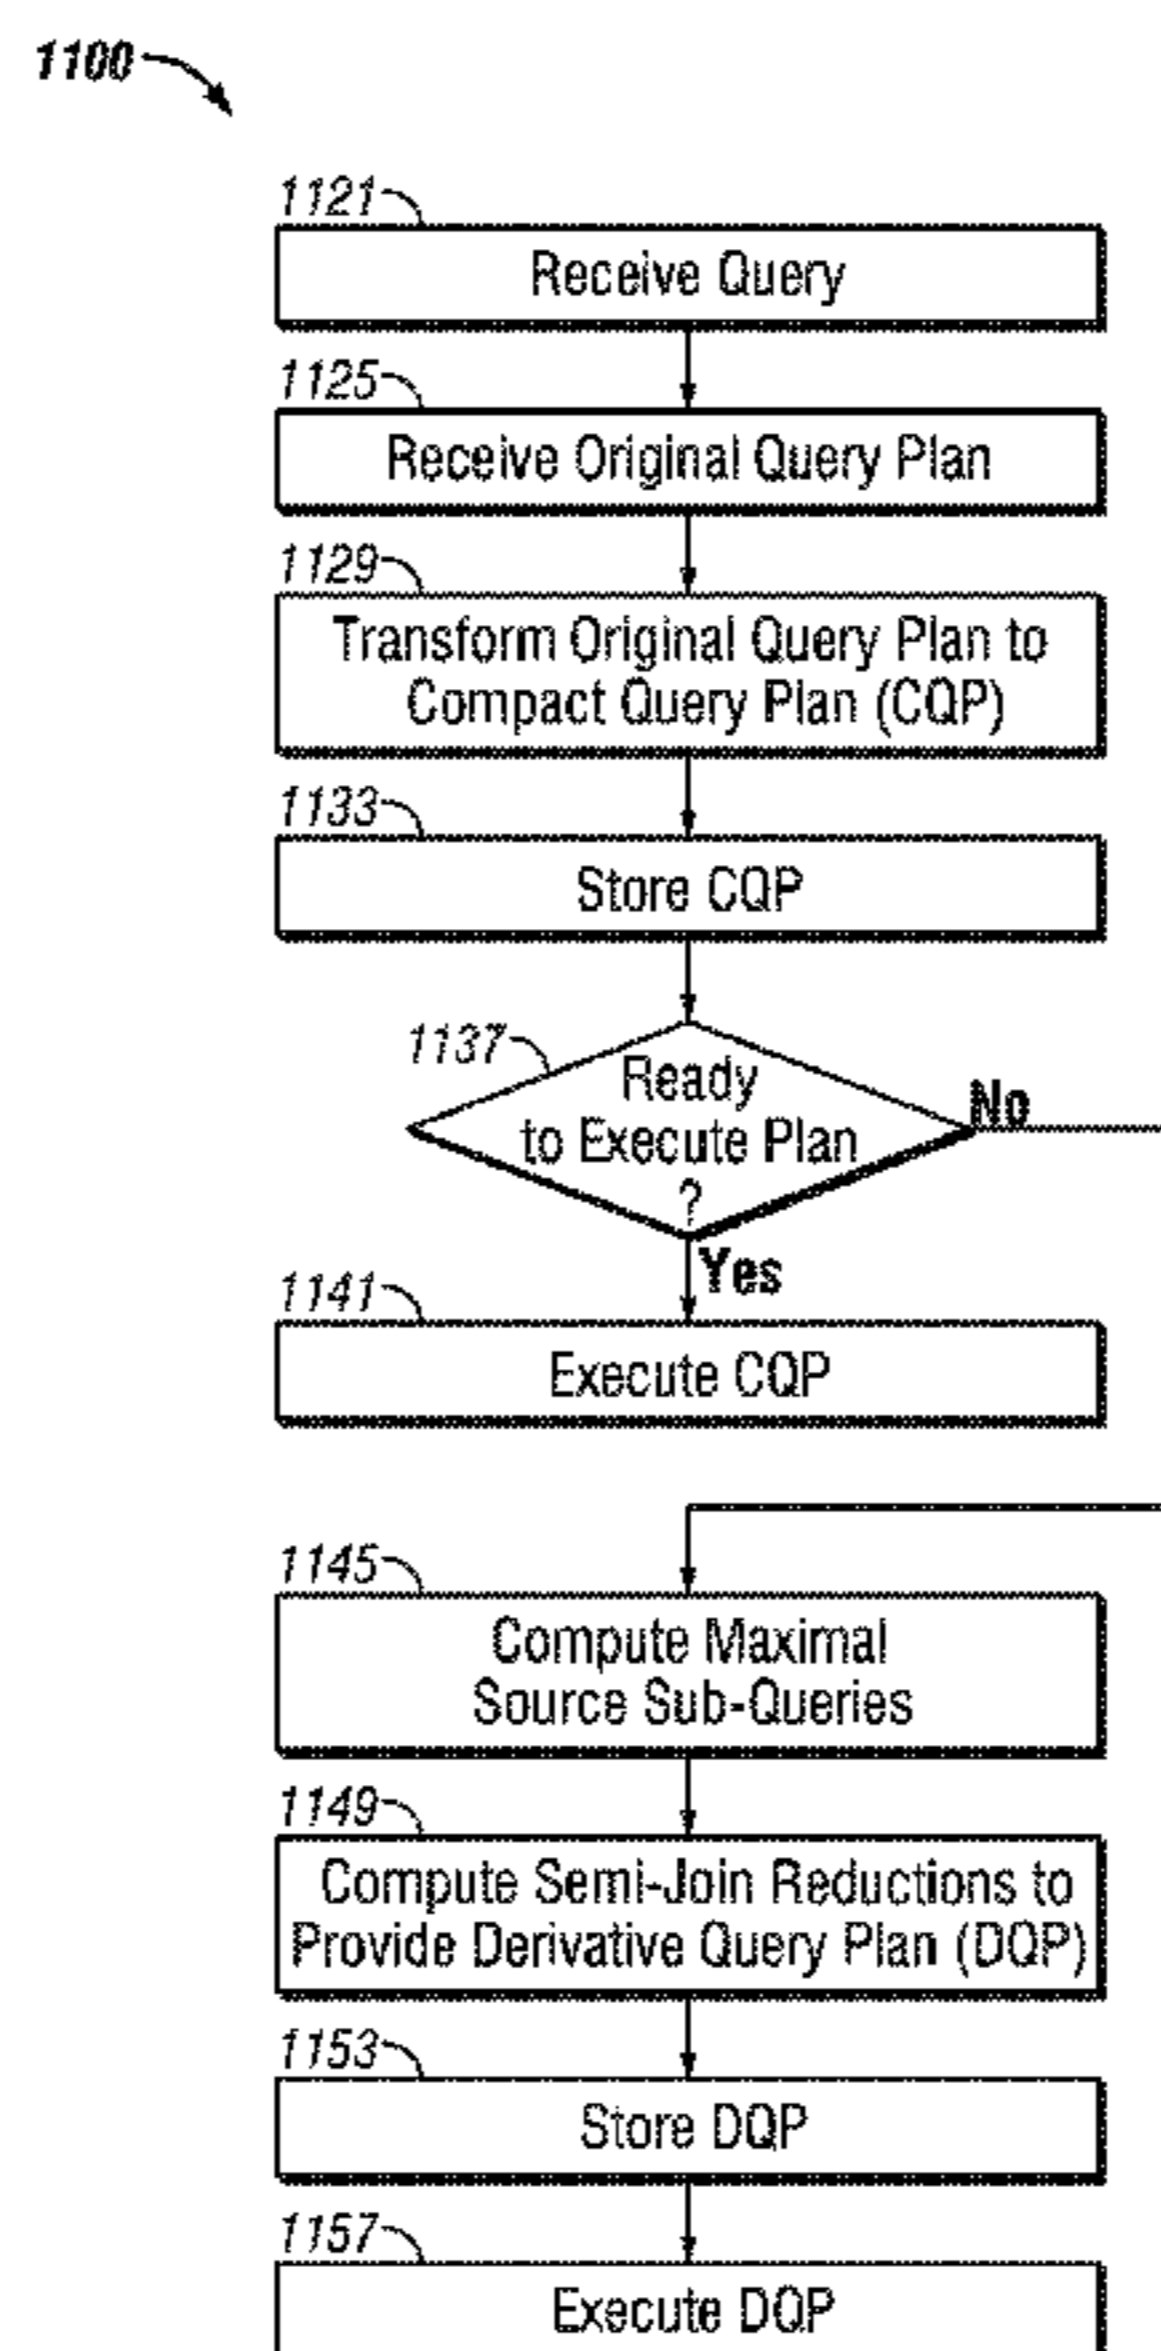 1100
1121
Receive Query
1125
Receive Original Query Plan
1129
Transform Original Query Plan to
Compact Query Plan (CQP)
1133
Store CQP
1137
Ready
to Execute Plan
?
No
Yes
1141
Execute CQP
1145
Compute Maximal
Source Sub-Queries
1149
Compute Semi-Join Reductions to
Provide Derivative Query Plan (DQP)
1153
Store DQP
1157
Execute DQP